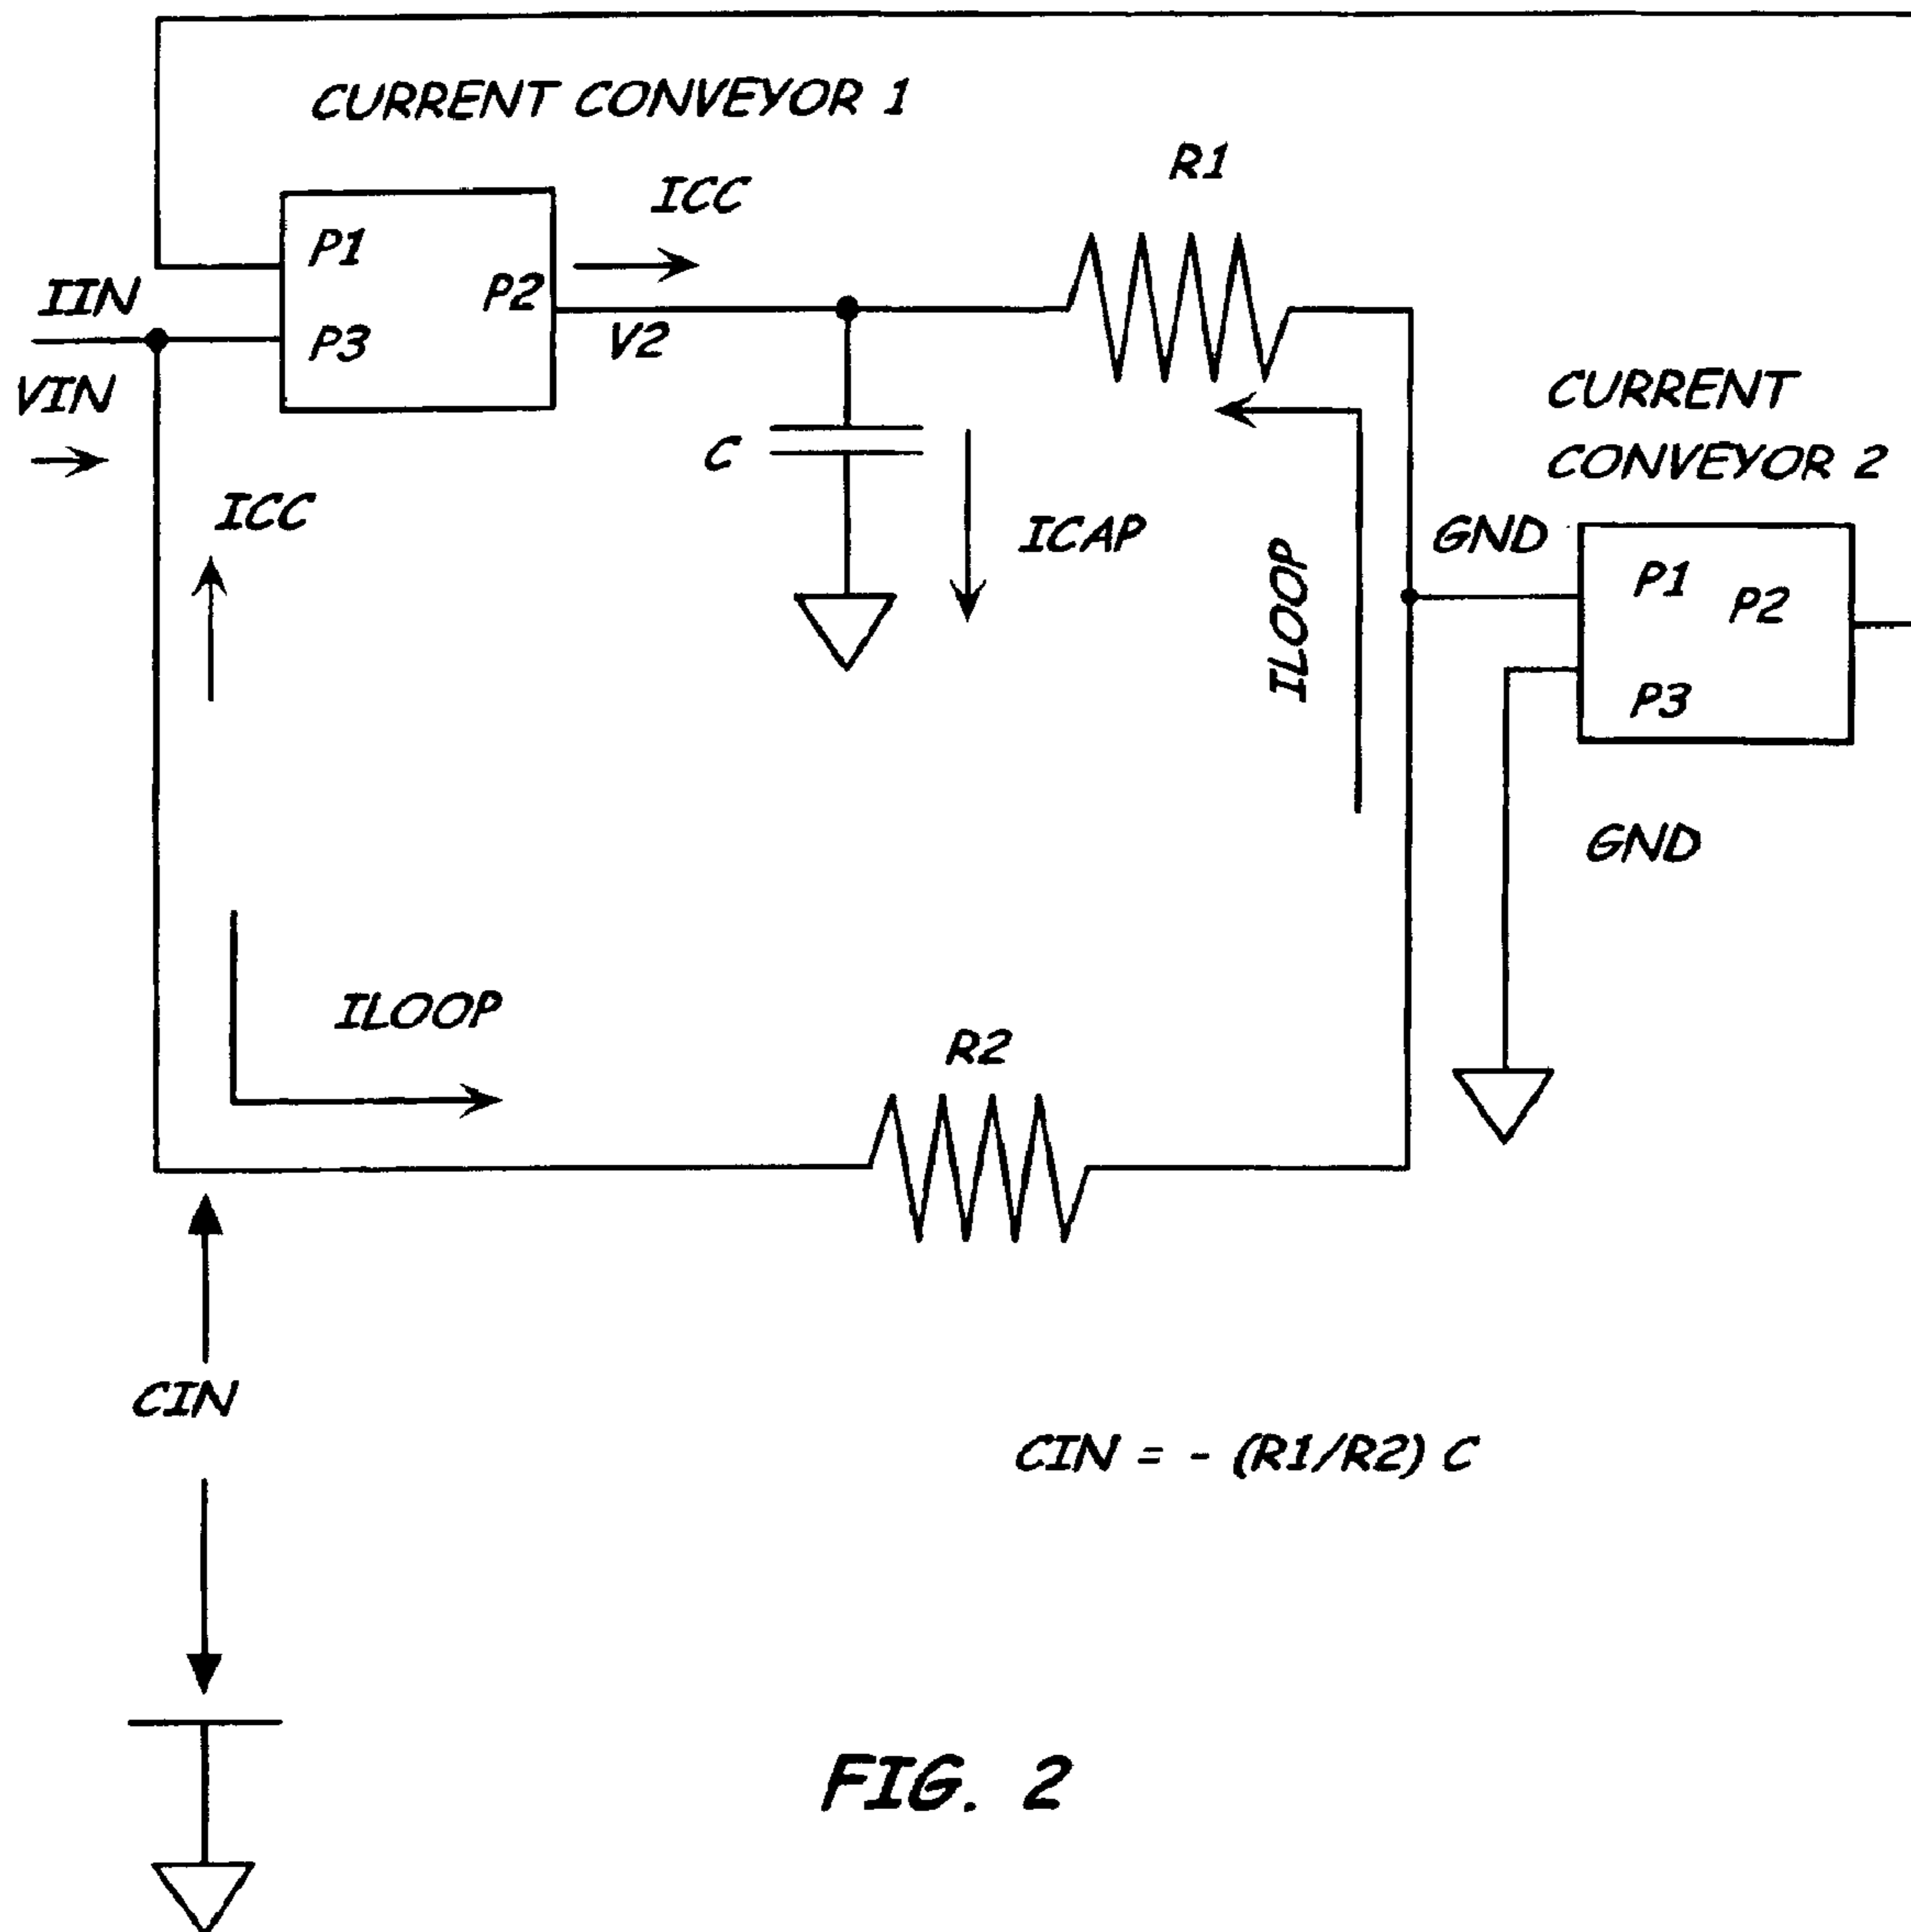 CURRENT CONVEYOR 1
R1
ICC
P1
P2
IIN
P3
V2
VIN
CURRENT
CONVEYOR 2
C
ICC
ICAP
GND
ILOOP
P1
P2
P3
GND
ILOOP
R2
CIN
CIN = - (R1/R2) C
FIG. 2